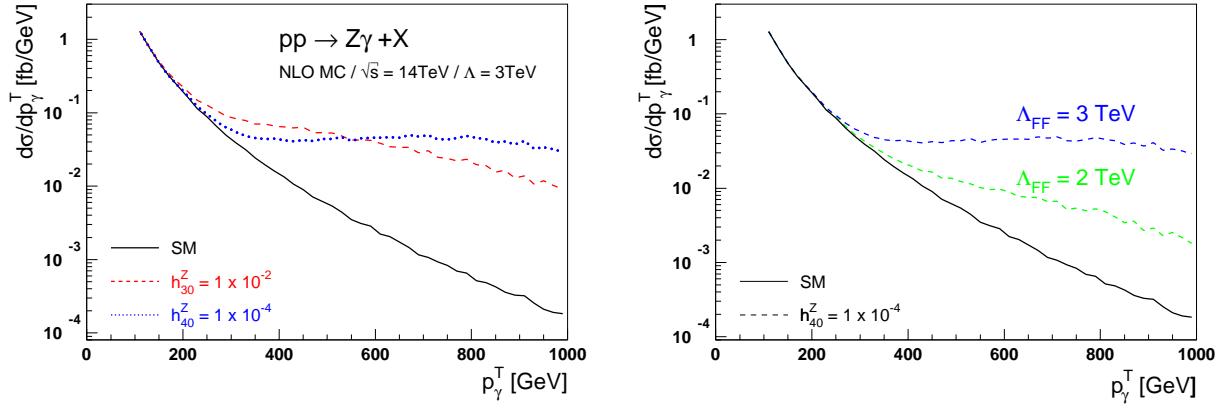 dσ/dp_γ^T [fb/GeV]
1
10^-1
10^-2
10^-3
10^-4
pp → Zγ +X
NLO MC / √s = 14TeV / Λ = 3TeV
SM
h_30^Z = 1 x 10^-2
h_40^Z = 1 x 10^-4
0 200 400 600 800 1000
p_γ^T [GeV]
dσ/dp_γ^T [fb/GeV]
1
10^-1
10^-2
10^-3
10^-4
Λ_FF = 3 TeV
Λ_FF = 2 TeV
SM
h_40^Z = 1 x 10^-4
0 200 400 600 800 1000
p_γ^T [GeV]